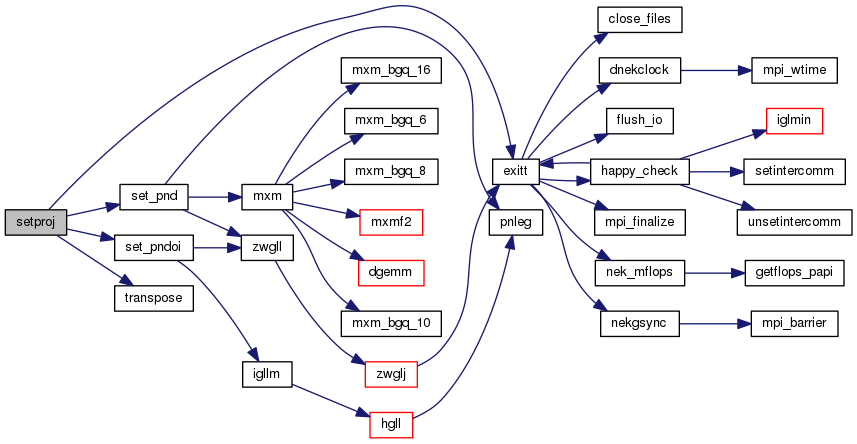 close_files
mxm_bgq_16
dnekclock
mpi_wtime
mxm_bgq_6
flush_io
iglmin
mxm_bgq_8
exitt
happy_check
setintercomm
setproj
set_pnd
mxm
mxmf2
pnleg
mpi_finalize
unsetintercomm
set_pndoi
zwgll
dgemm
nek_mflops
getflops_papi
transpose
mxm_bgq_10
nekgsync
mpi_barrier
igllm
zwglj
hgll